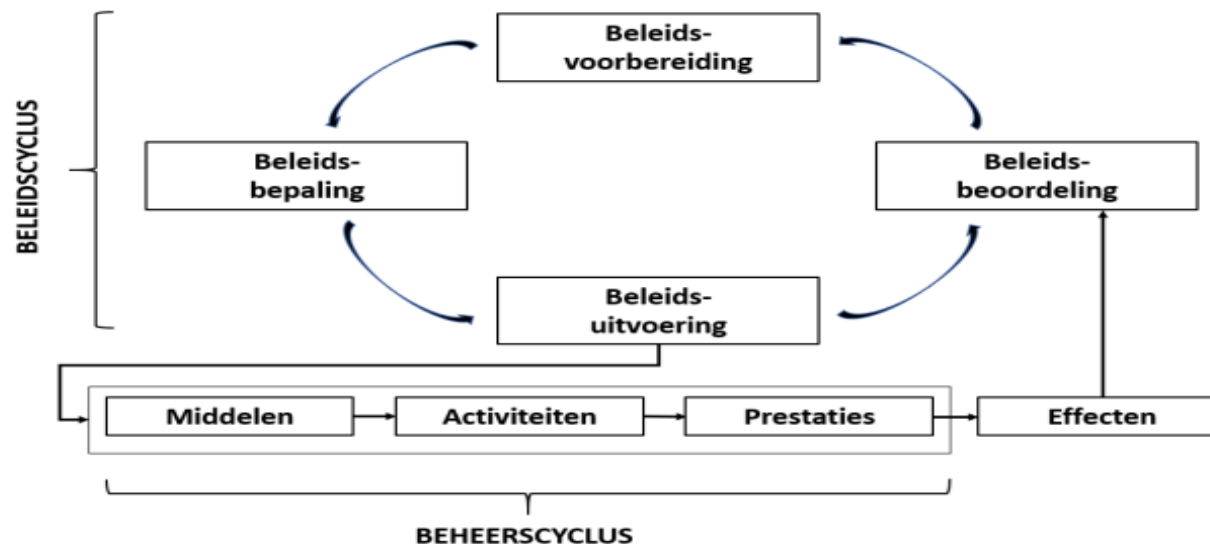 Beleids-
voorbereiding
BELEIDSCYCLUS
Beleids-
bepaling
Beleids-
beoordeling
Beleids-
uitvoering
Middelen
Activiteiten
Prestaties
Effecten
BEHEERSCYCLUS